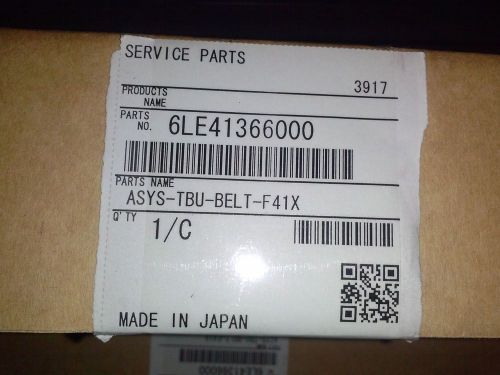 SERVICE PARTS
PRODUCTS NAME 3917
PARTS NO. 6LE41366000
PARTS NAME
ASYS-TBU-BELT-F41X
Q'TY 1/C
MADE IN JAPAN
6LE41366000